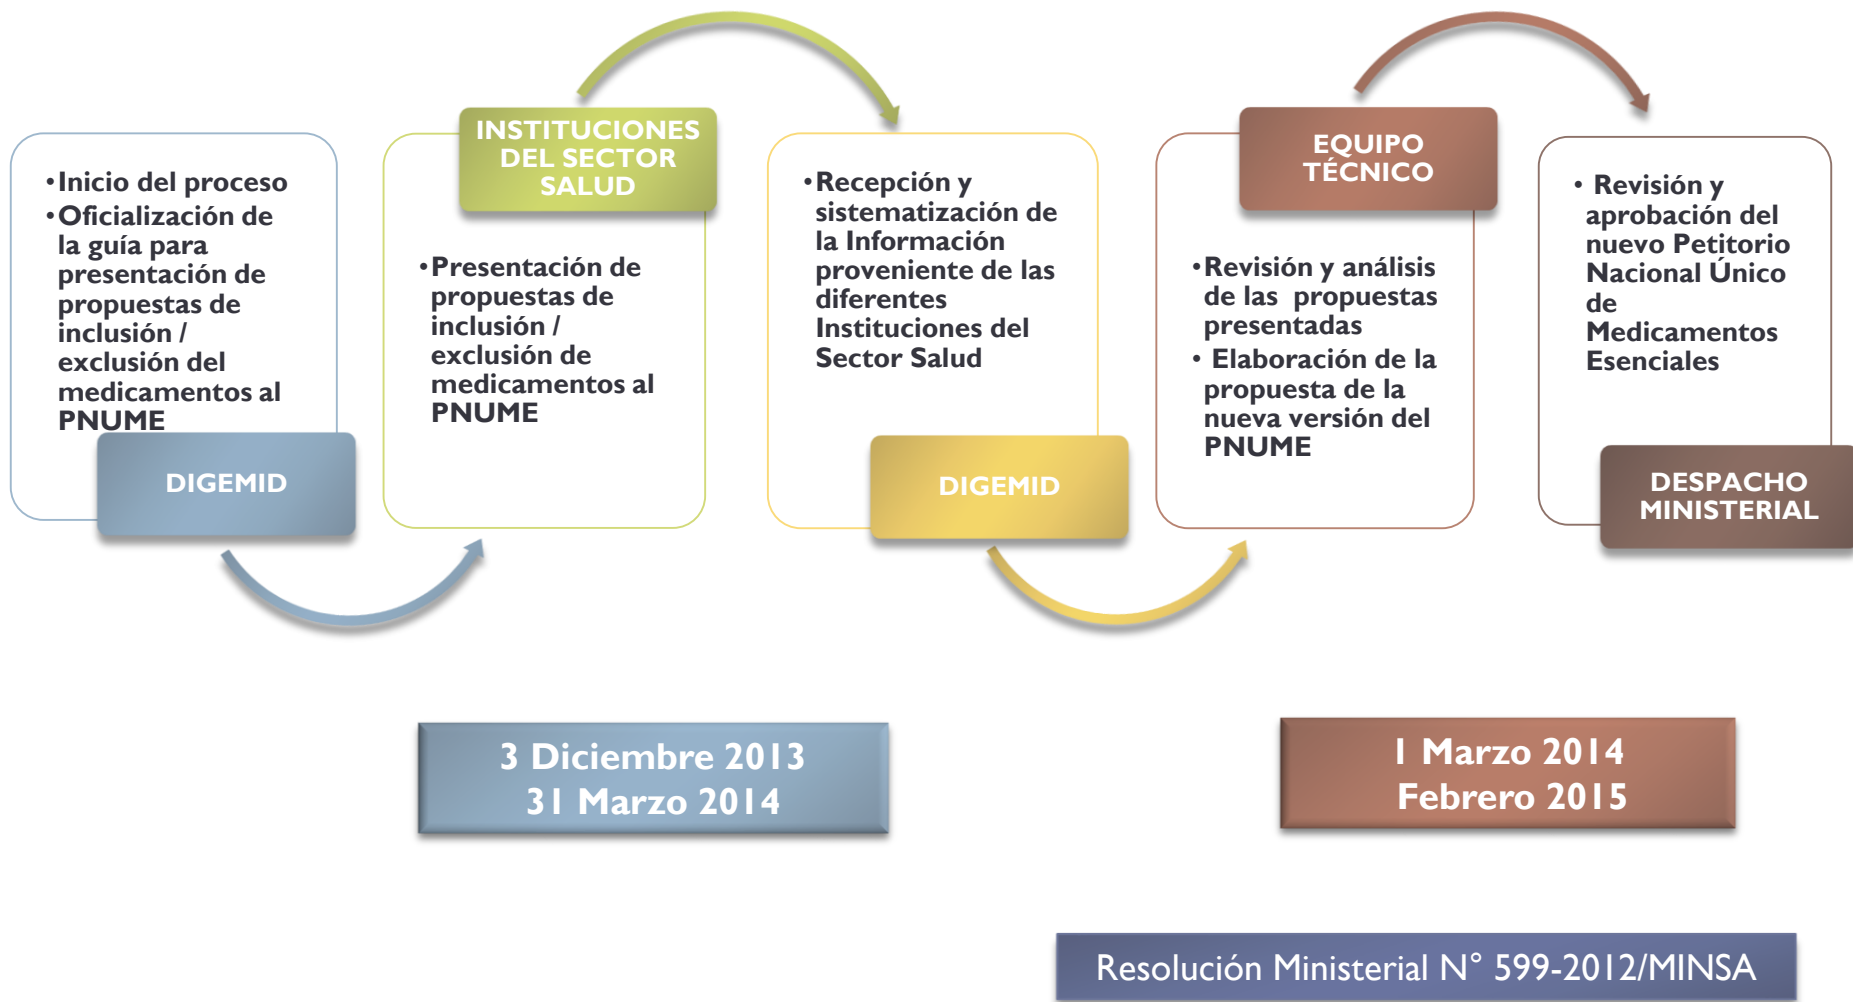 •Inicio del proceso
•Oficialización de
la guía para
presentación de
propuestas de
inclusión /
exclusión del
medicamentos al
PNUME
DIGEMID
INSTITUCIONES
DEL SECTOR
SALUD
•Presentación de
propuestas de
inclusión /
exclusión de
medicamentos al
PNUME
•Recepción y
sistematización de
la Información
proveniente de las
diferentes
Instituciones del
Sector Salud
DIGEMID
EQUIPO
TÉCNICO
•Revisión y análisis
de las propuestas
presentadas
• Elaboración de la
propuesta de la
nueva versión del
PNUME
• Revisión y
aprobación del
nuevo Petitorio
Nacional Único
de
Medicamentos
Esenciales
DESPACHO
MINISTERIAL
3 Diciembre 2013
31 Marzo 2014
1 Marzo 2014
Febrero 2015
Resolución Ministerial N° 599-2012/MINSA